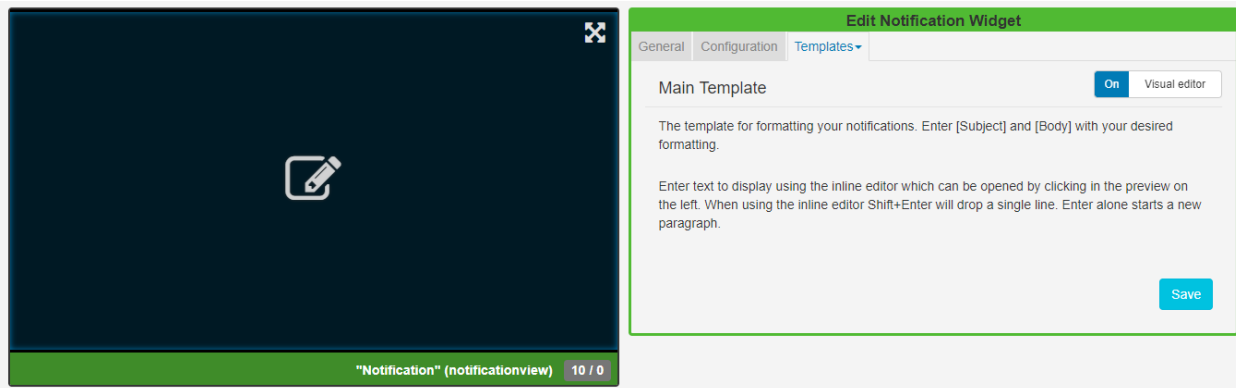 Edit Notification Widget
General Configuration Templates
Main Template
On Visual editor
The template for formatting your notifications. Enter [Subject] and [Body] with your desired
formatting.
Enter text to display using the inline editor which can be opened by clicking in the preview on
the left. When using the inline editor Shift+Enter will drop a single line. Enter alone starts a new
paragraph.
Save
"Notification" (notificationview) 10 / 0